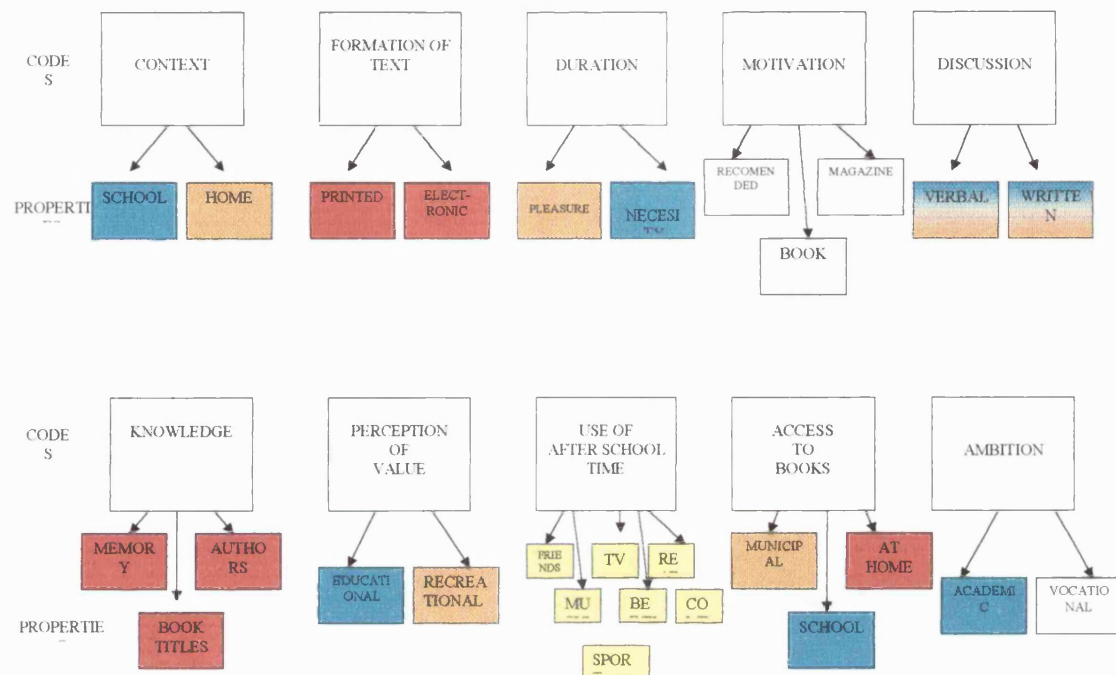 CODE
S
CONTEXT
FORMATION OF
TEXT
DURATION
MOTIVATION
DISCUSSION
PROPERTI
SCHOOL
HOME
PRINTED
ELECT-
RONIC
PLEASURE
NECESI
RECOMEN
DED
BOOK
MAGAZINE
VERBAL
WRITTE
N
CODE
S
KNOWLEDGE
PERCEPTION
OF
VALUE
USE OF
AFTER SCHOOL
TIME
ACCESS
TO
BOOKS
AMBITION
PROPERTIE
MEMOR
Y
BOOK
TITLES
AUTHO
RS
EDUCATI
ONAL
RECREA
TIONAL
FRIE
NDS
TV
RE
MU
BE
CO
SPOR
MUNICIP
AL
SCHOOL
AT
HOME
ACADEMI
C
VOCATIO
NAL